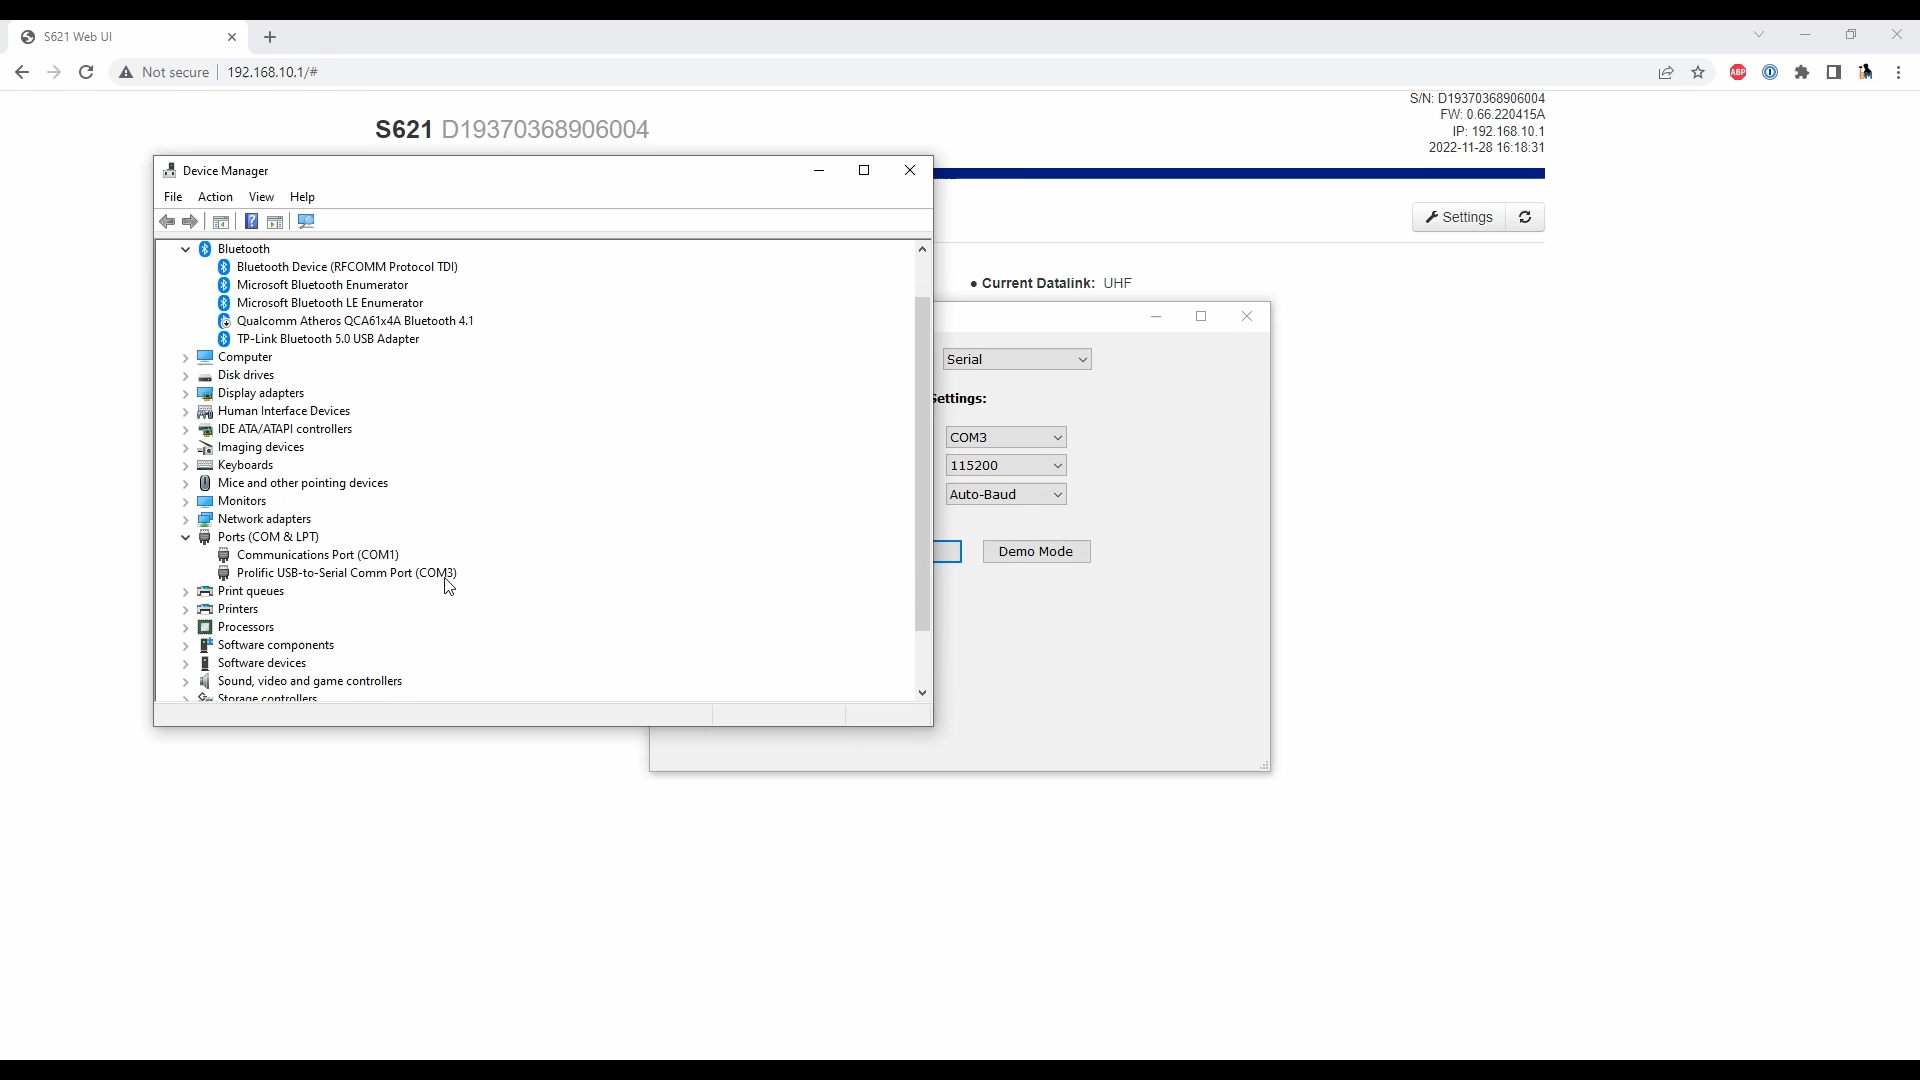 S621 Web UI
Not secure
192.168.10.1/#
ABP
S621 D19370368906004
S/N: D19370368906004
FW: 0.66.220415A
IP: 192.168.10.1
2022-11-28 16:18:31
Settings
• Current Datalink: UHF
Device Manager
File Action View Help
Bluetooth
Bluetooth Device (RFCOMM Protocol TDI)
Microsoft Bluetooth Enumerator
Microsoft Bluetooth LE Enumerator
Qualcomm Atheros QCA61x4A Bluetooth 4.1
TP-Link Bluetooth 5.0 USB Adapter
Computer
Disk drives
Display adapters
Human Interface Devices
IDE ATA/ATAPI controllers
Imaging devices
Keyboards
Mice and other pointing devices
Monitors
Network adapters
Ports (COM & LPT)
Communications Port (COM1)
Prolific USB-to-Serial Comm Port (COM3)
Print queues
Printers
Processors
Software components
Software devices
Sound, video and game controllers
Storage controllers
Serial
Settings:
COM3
115200
Auto-Baud
Demo Mode